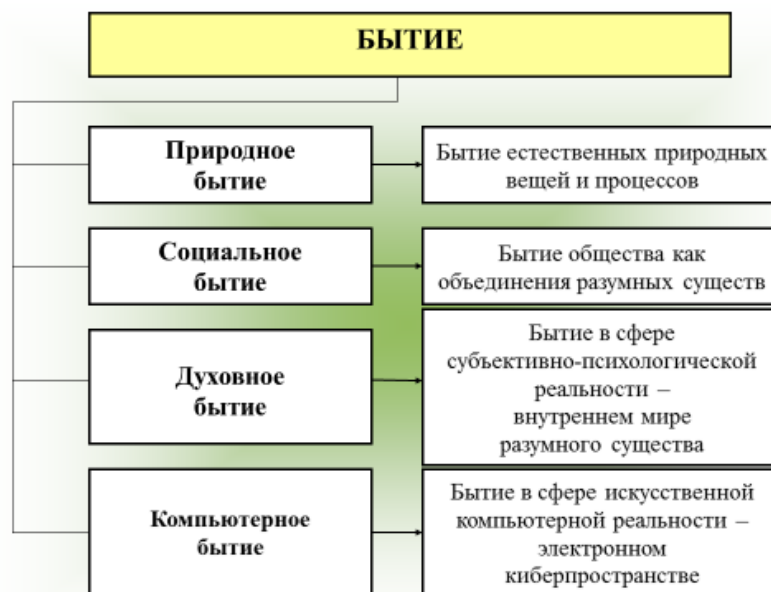 БЫТИЕ
Природное
бытие
Бытие естественных природных
вещей и процессов
Социальное
бытие
Бытие общества как
объединения разумных существ
Духовное
бытие
Бытие в сфере
субъективно-психологической
реальности –
внутреннем мире
разумного существа
Компьютерное
бытие
Бытие в сфере искусственной
компьютерной реальности –
электронном
киберпространстве